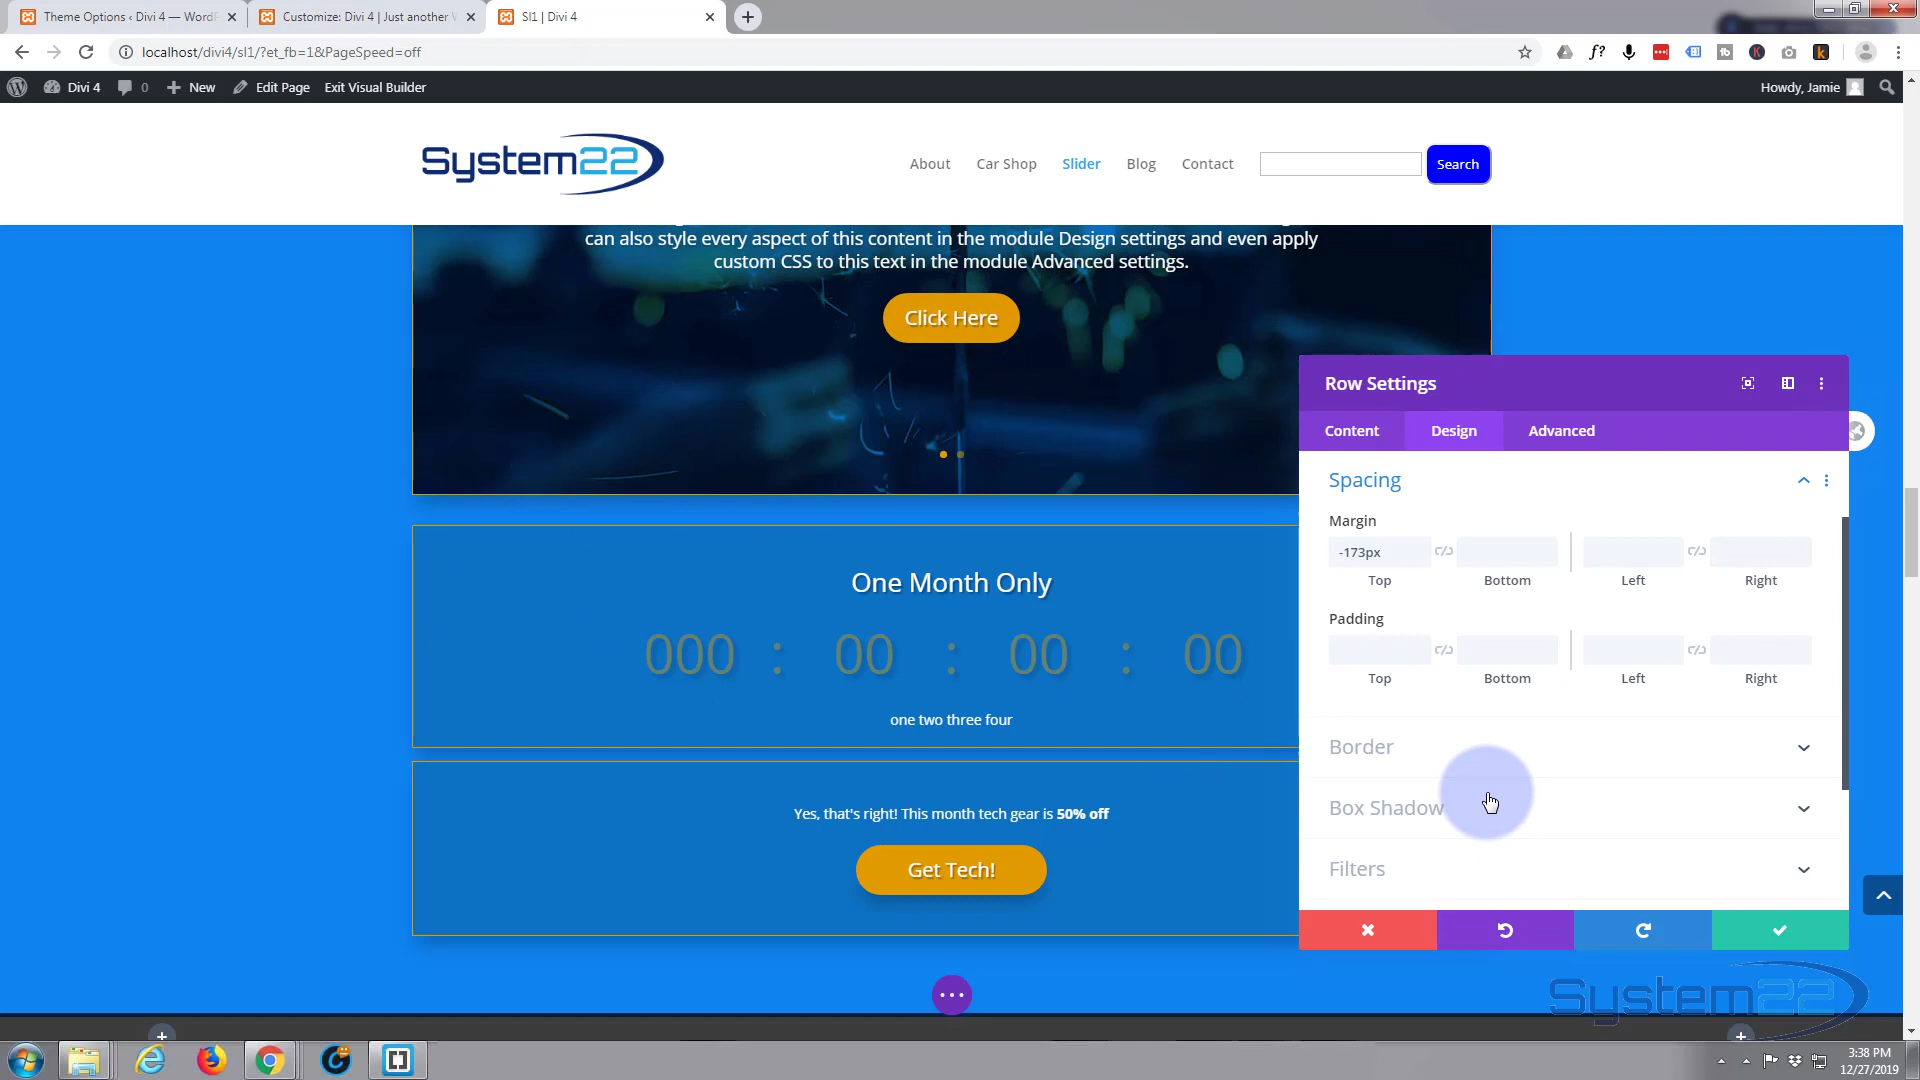 Theme Options ‹ Divi 4 — WordP
Customize: Divi 4 | Just another W
Sl1 | Divi 4
localhost/divi4/sl1/?et_fb=1&PageSpeed=off
Divi 4
0
New
Edit Page
Exit Visual Builder
Howdy, Jamie
System22
About
Car Shop
Slider
Blog
Contact
Search
can also style every aspect of this content in the module Design settings and even apply
custom CSS to this text in the module Advanced settings.
Click Here
Row Settings
Content
Design
Advanced
Spacing
Margin
-173px
Top
Bottom
Left
Right
Padding
Top
Bottom
Left
Right
Border
Box Shadow
Filters
One Month Only
000 : 00 : 00 : 00
one two three four
Yes, that's right! This month tech gear is 50% off
Get Tech!
System22
3:38 PM
12/27/2019